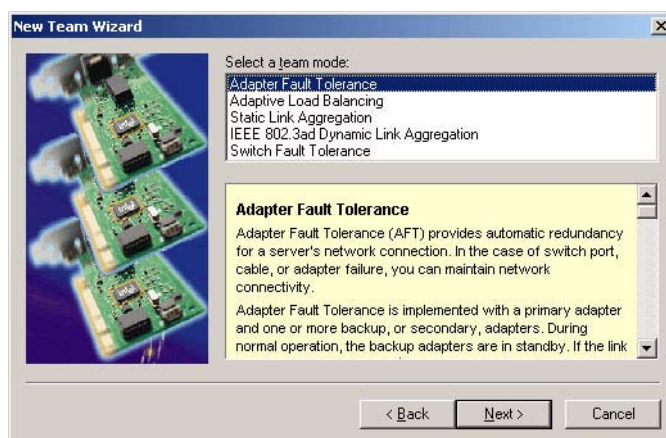 New Team Wizard
Select a team mode:
Adapter Fault Tolerance
Adaptive Load Balancing
Static Link Aggregation
IEEE 802.3ad Dynamic Link Aggregation
Switch Fault Tolerance
Adapter Fault Tolerance
Adapter Fault Tolerance (AFT) provides automatic redundancy
for a server's network connection. In the case of switch port,
cable, or adapter failure, you can maintain network
connectivity.
Adapter Fault Tolerance is implemented with a primary adapter
and one or more backup, or secondary, adapters. During
normal operation, the backup adapters are in standby. If the link
< Back
Next >
Cancel
intel
intel
intel